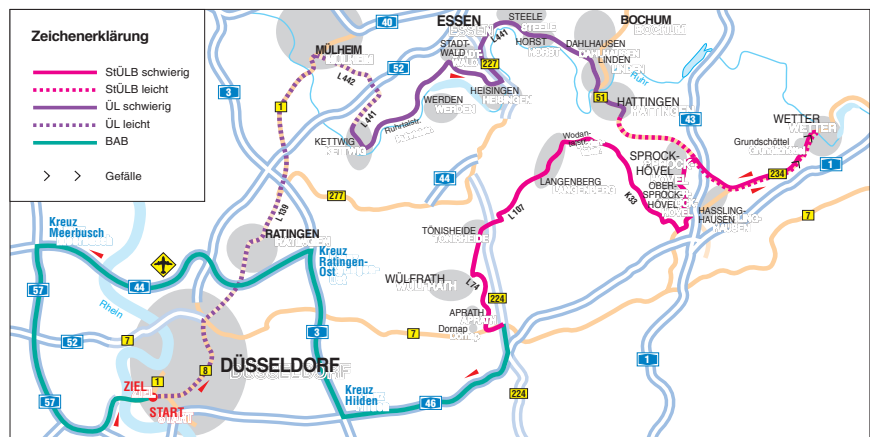 Zeichenerklärung
StÜLB schwierig
StÜLB leicht
ÜL schwierig
ÜL leicht
BAB
Gefälle
40
MÜLHEIM
3
52
1
L442
L441
KETTWIG
Ruhrtalstr.
277
L139
ESSEN
STADT-
WALD
227
WERDEN
HEISINGEN
STEELE
L441
HORST
BOCHUM
DAHLHAUSEN
LINDEN
Ruhr
51
HATTINGEN
43
WETTER
Grundschöttel
234
1
SPROCK-
HÖVEL
OBER-
SPROCK-
HÖVEL
HASSLING-
HAUSEN
7
K33
LANGENBERG
44
L107
TÖNISHEIDE
WÜLFRATH
L74
224
APRATH
Dornap
7
224
1
Kreuz
Meerbusch
57
44
Rhein
RATINGEN
Kreuz
Ratingen-
Ost
3
52
7
DÜSSELDORF
8
1
ZIEL
START
57
Kreuz
Hilden
46